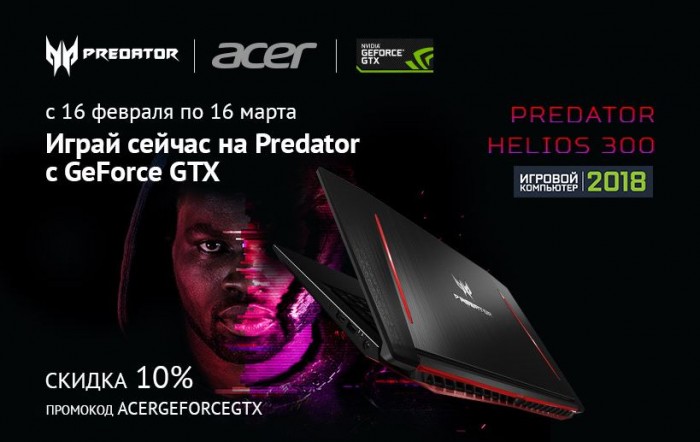 PREDATOR
acer
NVIDIA
GEFORCE
GTX
с 16 февраля по 16 марта
Играй сейчас на Predator
с GeForce GTX
PREDATOR
HELIOS 300
ИГРОВОЙ
КОМПЬЮТЕР
2018
PREDATOR
СКИДКА 10%
ПРОМОКОД ACERGEFORCEGTX